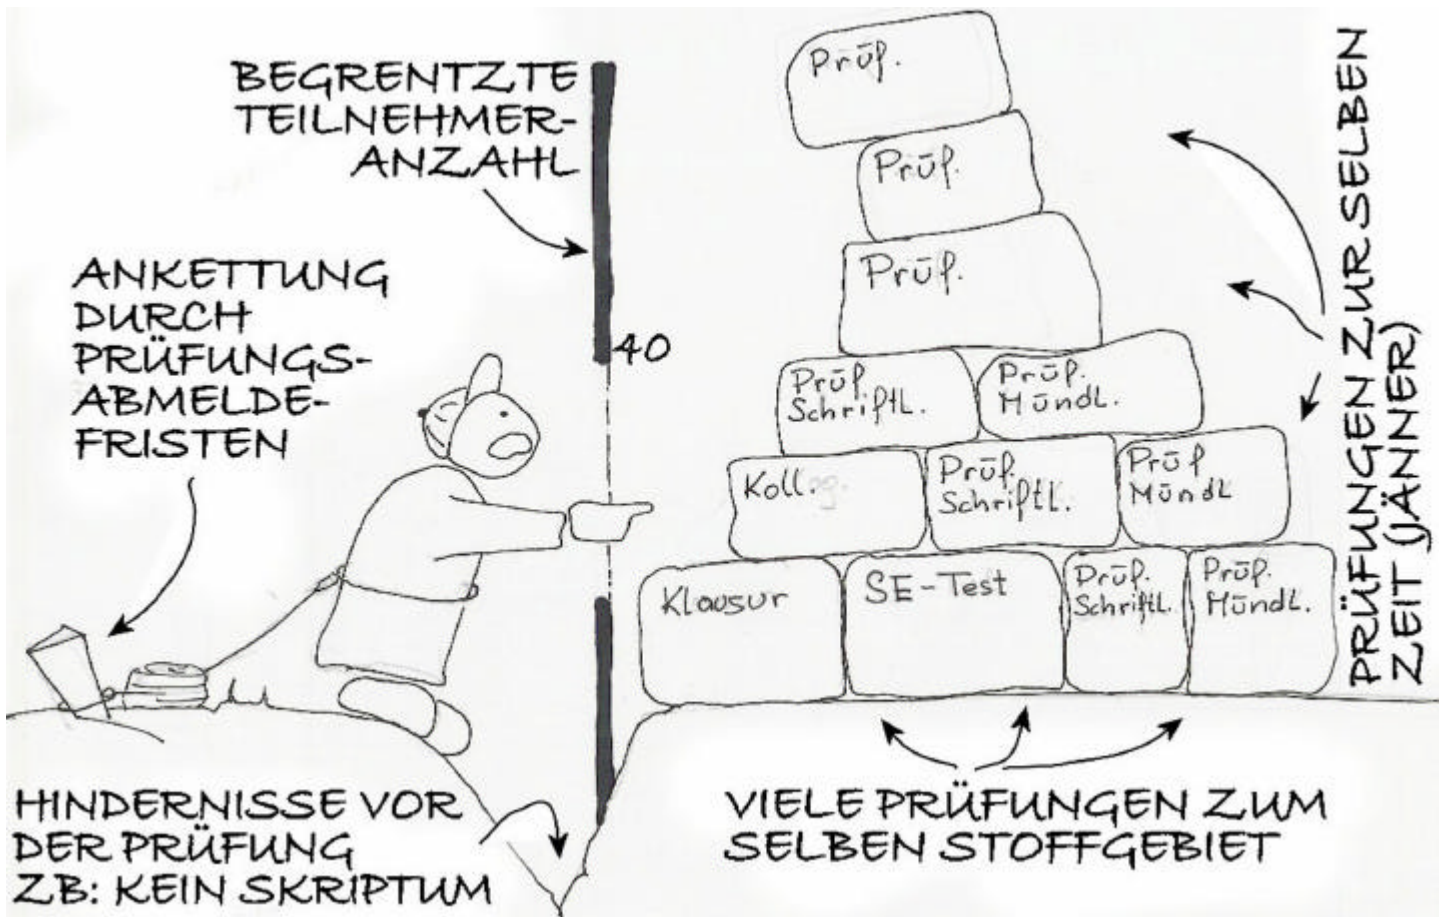 BEGRENTZTE
TEILNEHMER-
ANZAHL
ANKETTUNG
DURCH
PRÜFUNGS-
ABMELDE-
FRISTEN
40
HINDERNISSE VOR
DER PRÜFUNG
ZB: KEIN SKRIPTUM
Prüf.
Prüf.
Prüf.
Prüf.
Schriftl.
Prüf.
Mündl.
Koll.
Prüf.
Schriftl.
Prüf
Mündl
Klausur
SE-Test
Prüf.
Schriftl.
Prüf.
Mündl.
VIELE PRÜFUNGEN ZUM
SELBEN STOFFGEBIET
PRÜFUNGEN ZUR SELBEN
ZEIT (JÄNNER)